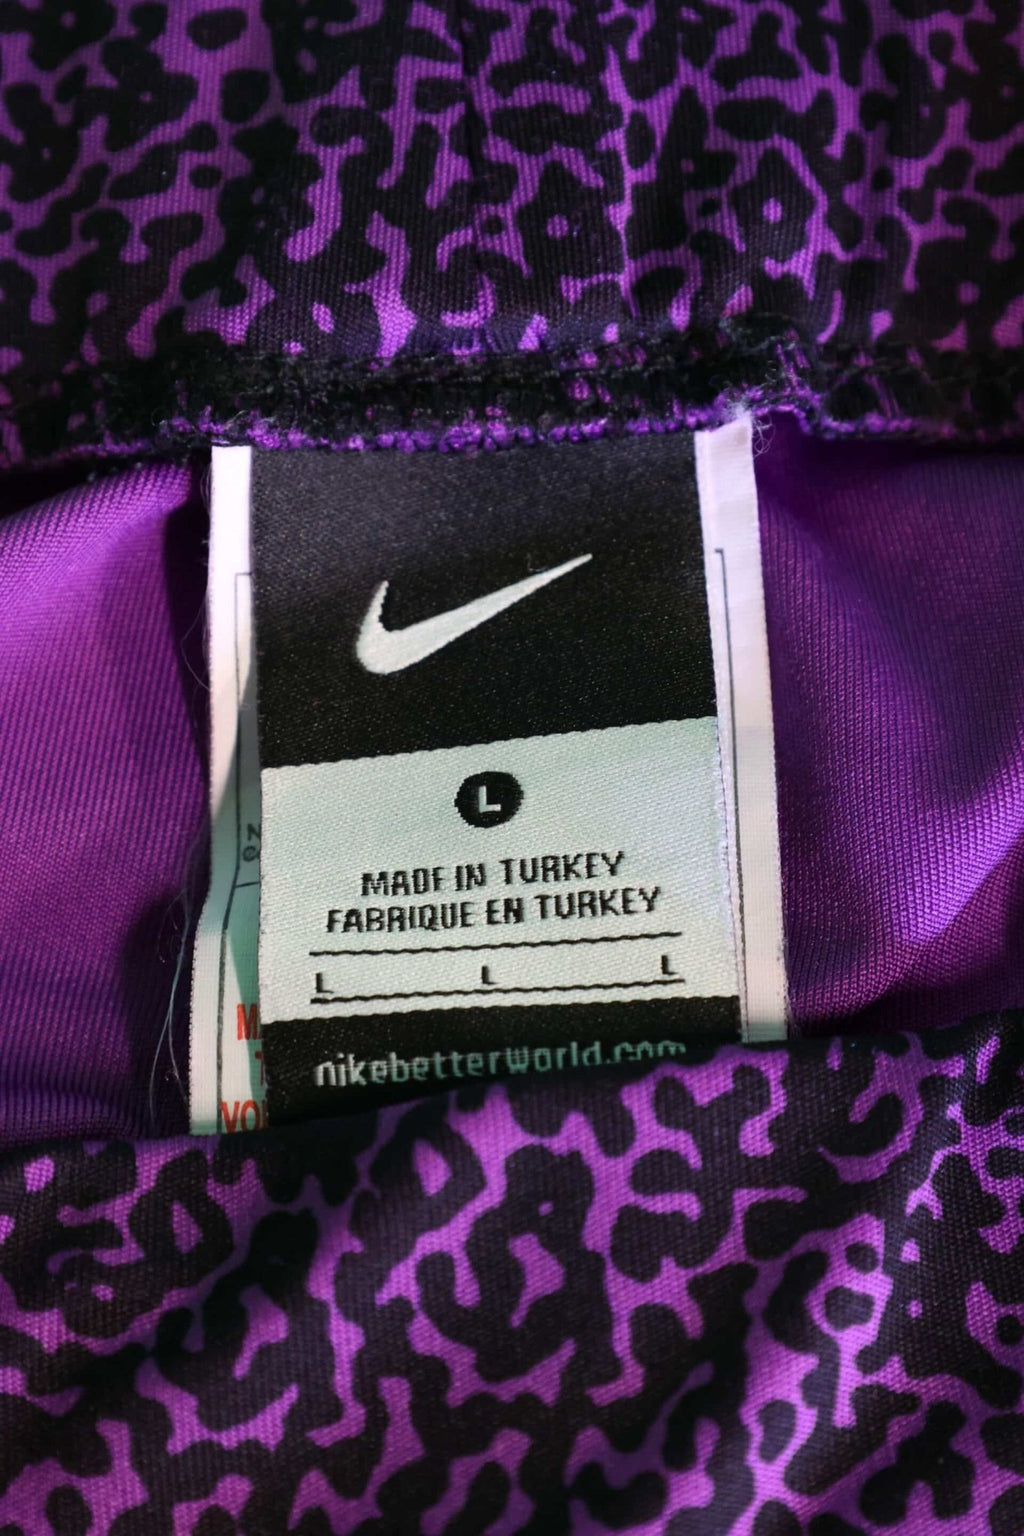 L
MADE IN TURKEY
FABRIQUE EN TURKEY
L L L
nikebetterworld.com